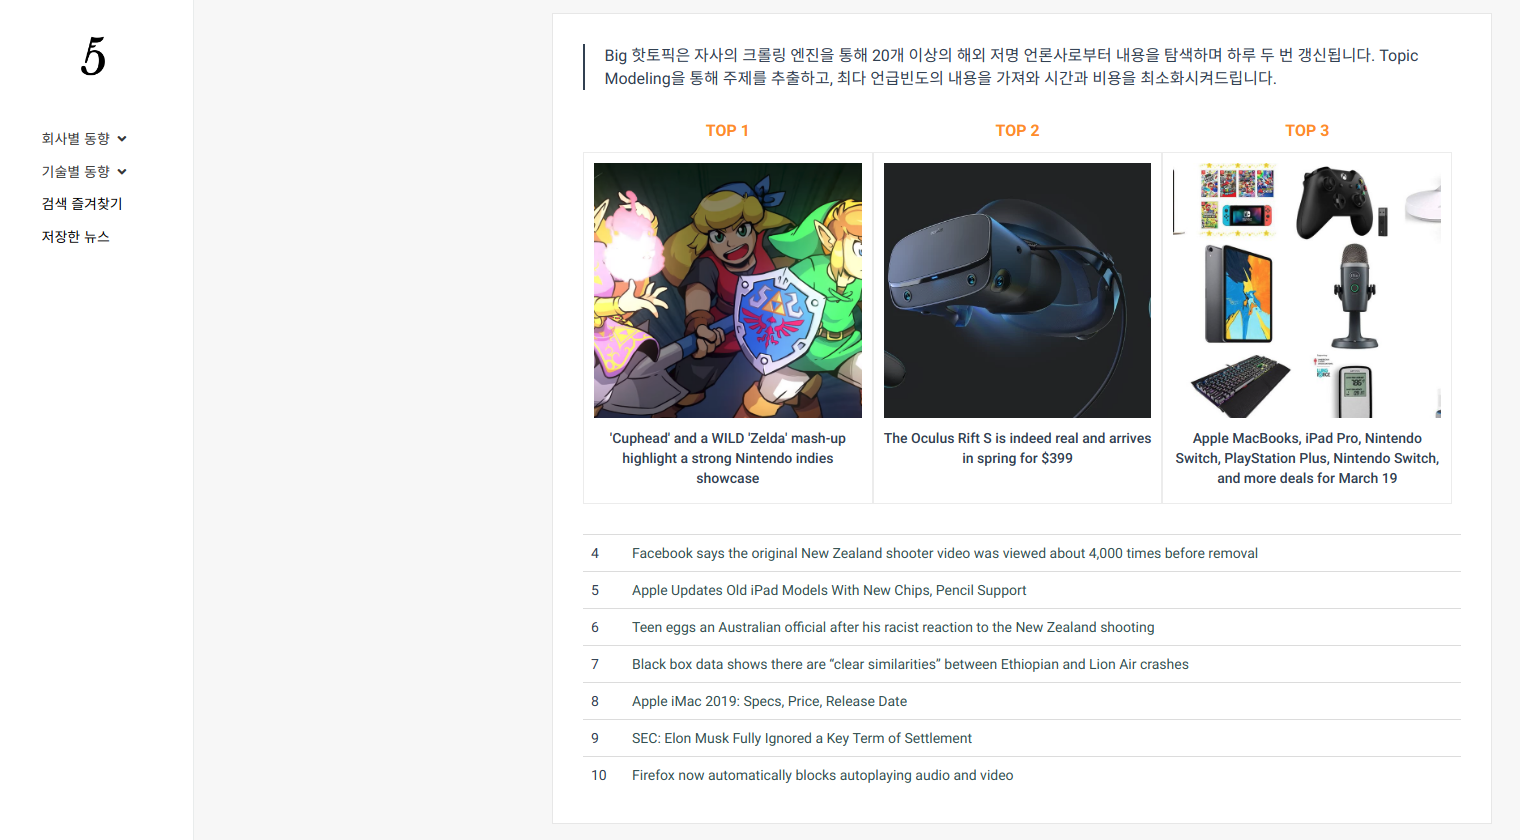 5
회사별 동향
기술별 동향
검색 즐겨찾기
저장한 뉴스
Big 핫토픽은 자사의 크롤링 엔진을 통해 20개 이상의 해외 저명 언론사로부터 내용을 탐색하며 하루 두 번 갱신됩니다. Topic
Modeling을 통해 주제를 추출하고, 최다 언급빈도의 내용을 가져와 시간과 비용을 최소화시켜드립니다.
TOP 1
TOP 2
TOP 3
'Cuphead' and a WILD 'Zelda' mash-up
highlight a strong Nintendo indies
showcase
The Oculus Rift S is indeed real and arrives
in spring for $399
Apple MacBooks, iPad Pro, Nintendo
Switch, PlayStation Plus, Nintendo Switch,
and more deals for March 19
4 Facebook says the original New Zealand shooter video was viewed about 4,000 times before removal
5 Apple Updates Old iPad Models With New Chips, Pencil Support
6 Teen eggs an Australian official after his racist reaction to the New Zealand shooting
7 Black box data shows there are “clear similarities” between Ethiopian and Lion Air crashes
8 Apple iMac 2019: Specs, Price, Release Date
9 SEC: Elon Musk Fully Ignored a Key Term of Settlement
10 Firefox now automatically blocks autoplaying audio and video